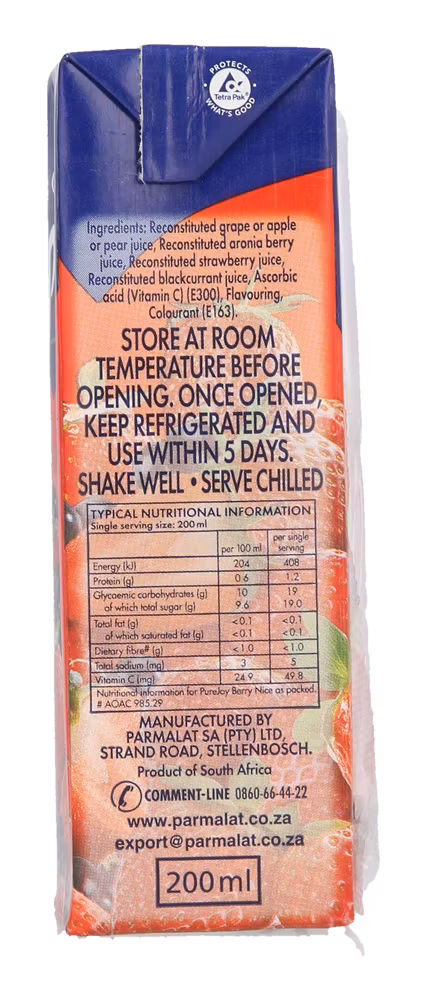 PROTECTS
Tetra Pak
WHAT'S GOOD
Ingredients: Reconstituted grape or apple
or pear juice, Reconstituted aronia berry
juice, Reconstituted strawberry juice,
Reconstituted blackcurrant juice, Ascorbic
acid (Vitamin C) (E300), Flavouring,
Colourant (E163).
STORE AT ROOM
TEMPERATURE BEFORE
OPENING. ONCE OPENED,
KEEP REFRIGERATED AND
USE WITHIN 5 DAYS.
SHAKE WELL • SERVE CHILLED
TYPICAL NUTRITIONAL INFORMATION
Single serving size: 200 ml
per 100 ml per single serving
Energy (kJ) 204 408
Protein (g) 0.6 1.2
Glycaemic carbohydrates (g) 10 19
of which total sugar (g) 9.6 19.0
Total fat (g) <0.1 <0.1
of which saturated fat (g) <0.1 <0.1
Dietary fibre# (g) <1.0 <1.0
Total sodium (mg) 3 5
Vitamin C (mg) 24.9 49.8
Nutritional information for PureJoy Berry Nice as packed.
# AOAC 985.29
MANUFACTURED BY
PARMALAT SA (PTY) LTD,
STRAND ROAD, STELLENBOSCH.
Product of South Africa
COMMENT-LINE 0860-66-44-22
www.parmalat.co.za
export@parmalat.co.za
200 ml